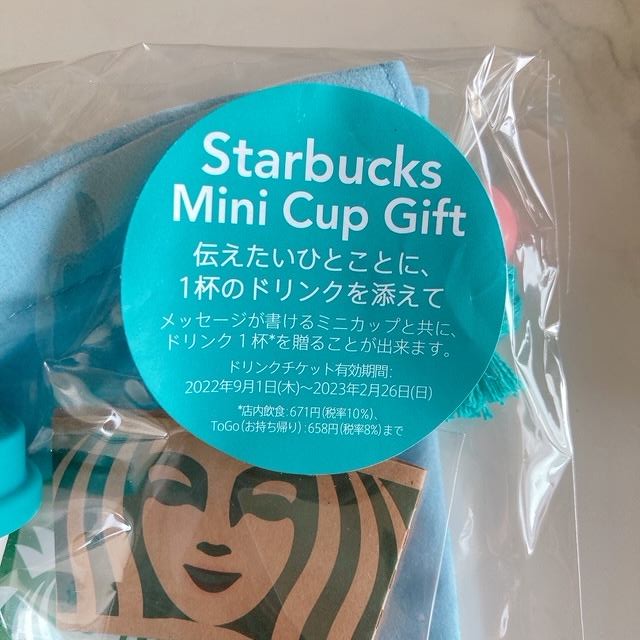 Starbucks
Mini Cup Gift
伝えたいひとことに、
1杯のドリンクを添えて
メッセージが書けるミニカップと共に、
ドリンク1杯*を贈ることが出来ます。
ドリンクチケット有効期間:
2022年9月1日(木)～2023年2月26日(日)
*店内飲食:671円(税率10%)、
ToGo(お持ち帰り):658円(税率8%)まで